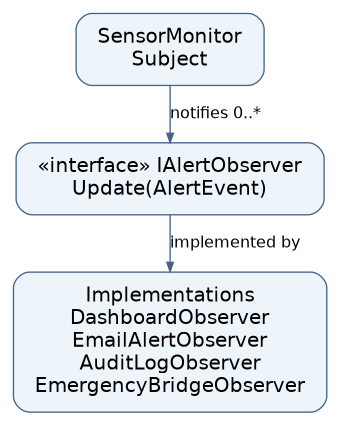 SensorMonitor
Subject
notifies 0..*
«interface» IAlertObserver
Update(AlertEvent)
implemented by
Implementations
DashboardObserver
EmailAlertObserver
AuditLogObserver
EmergencyBridgeObserver